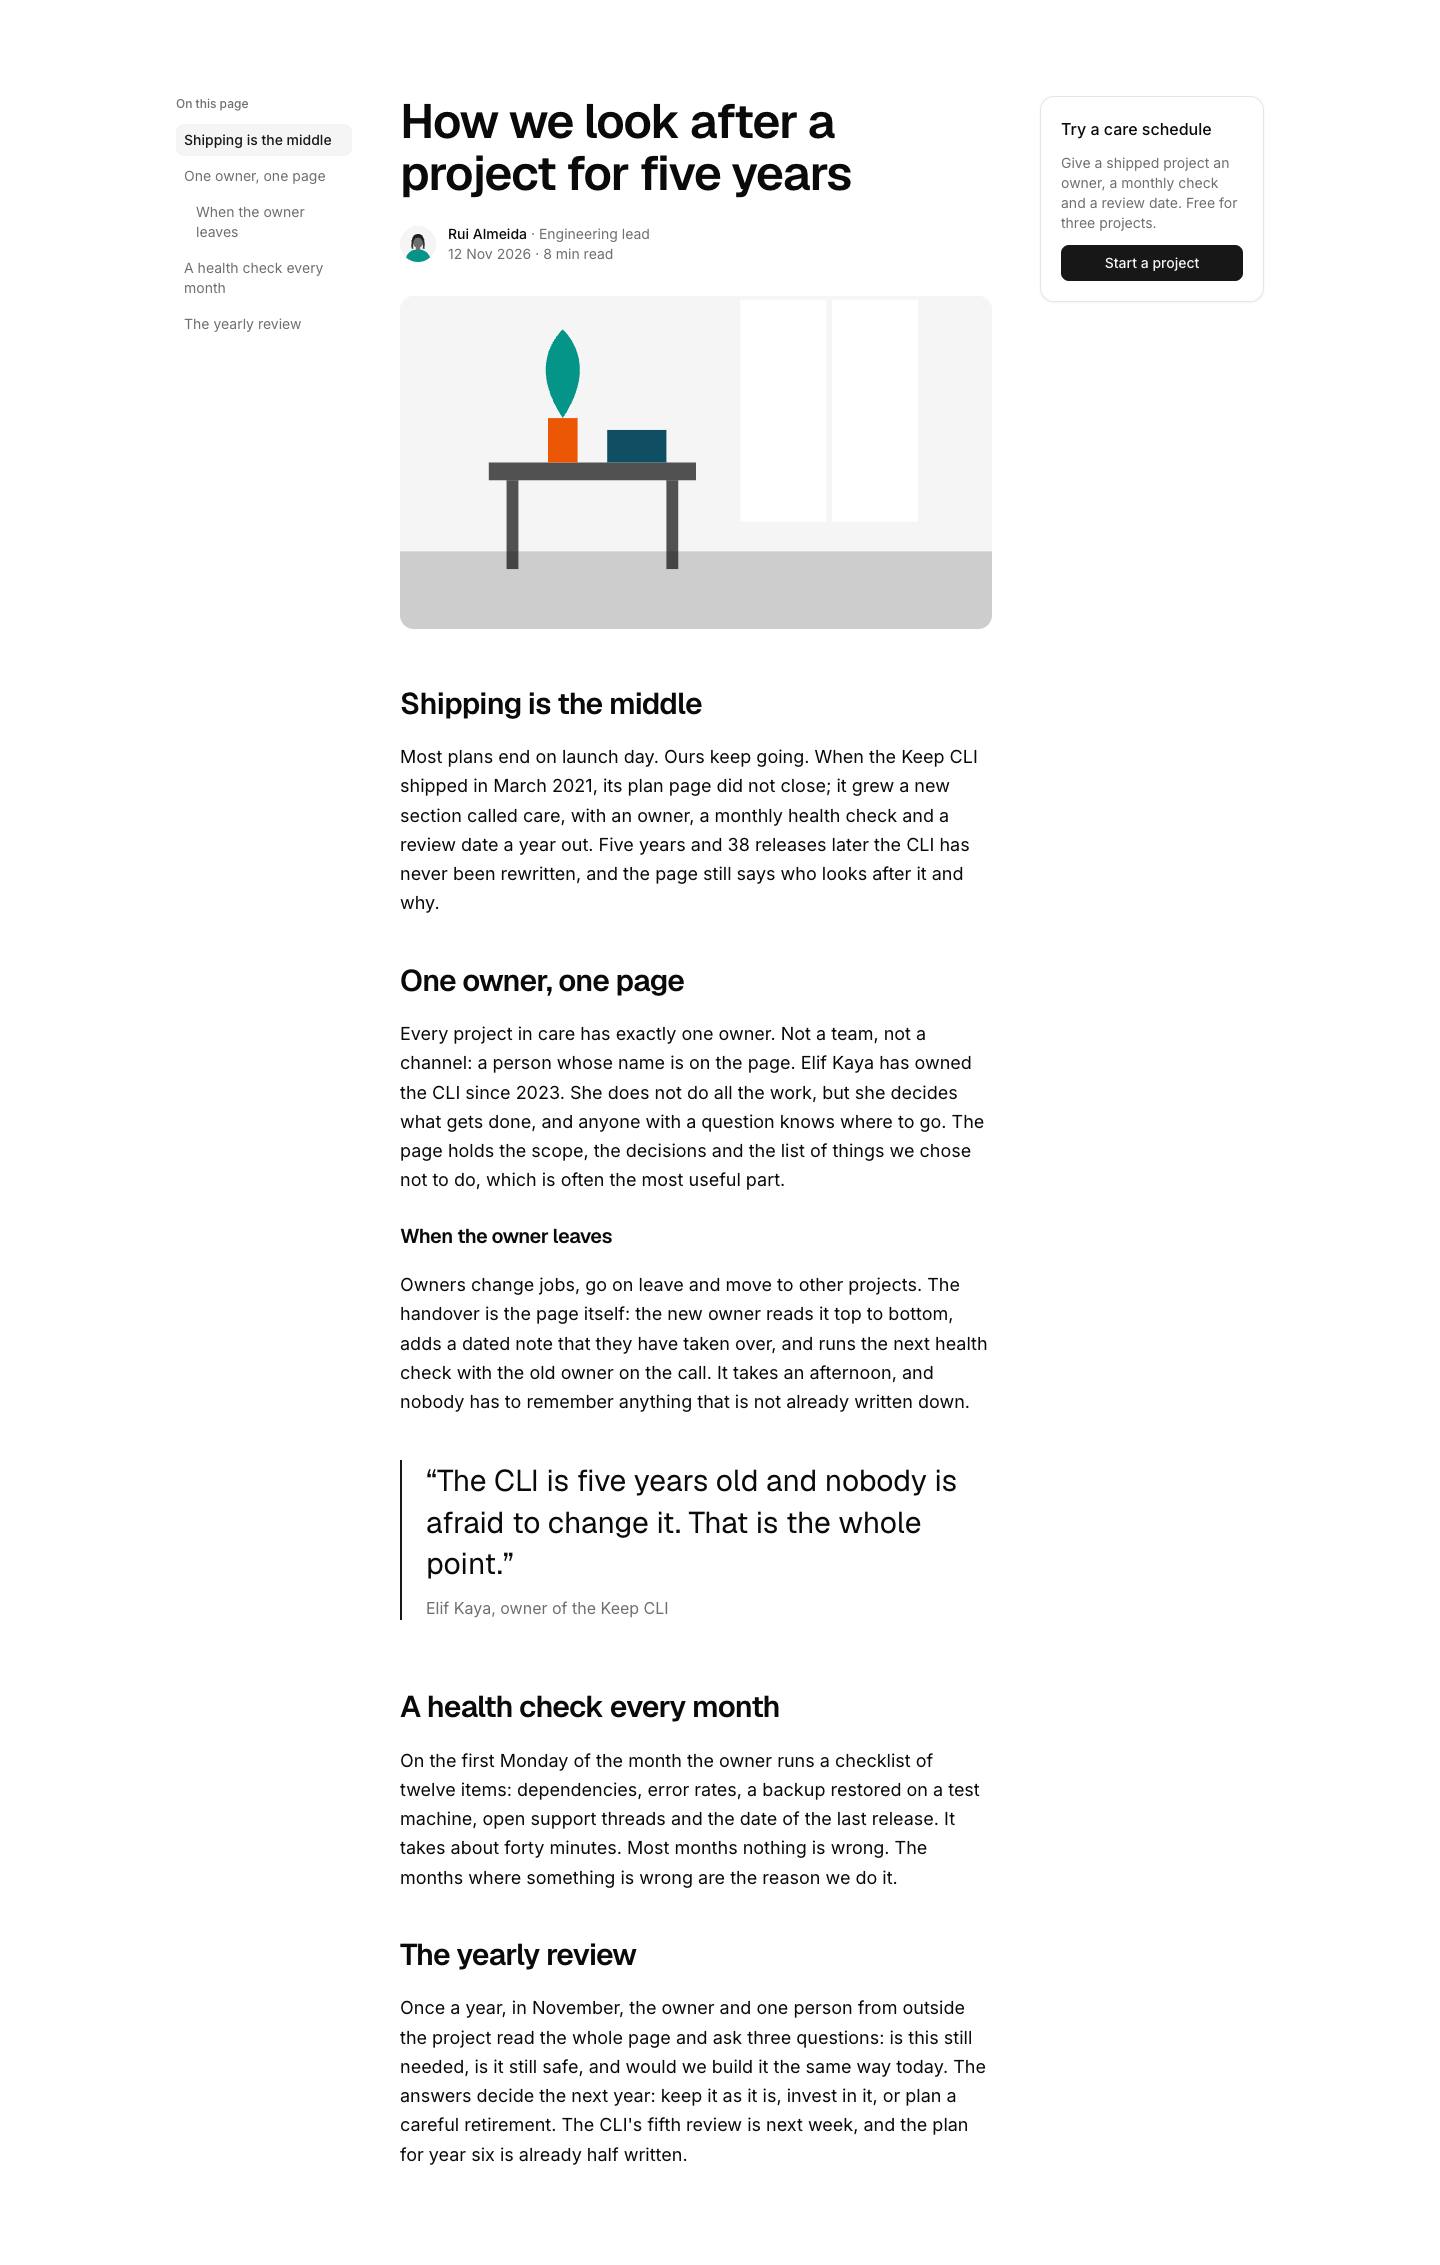 On this page
Shipping is the middle
One owner, one page
When the owner
leaves
A health check every
month
The yearly review
How we look after a
project for five years
Rui Almeida · Engineering lead
12 Nov 2026 · 8 min read
Try a care schedule
Give a shipped project an
owner, a monthly check
and a review date. Free for
three projects.
Start a project
Shipping is the middle
Most plans end on launch day. Ours keep going. When the Keep CLI
shipped in March 2021, its plan page did not close; it grew a new
section called care, with an owner, a monthly health check and a
review date a year out. Five years and 38 releases later the CLI has
never been rewritten, and the page still says who looks after it and
why.
One owner, one page
Every project in care has exactly one owner. Not a team, not a
channel: a person whose name is on the page. Elif Kaya has owned
the CLI since 2023. She does not do all the work, but she decides
what gets done, and anyone with a question knows where to go. The
page holds the scope, the decisions and the list of things we chose
not to do, which is often the most useful part.
When the owner leaves
Owners change jobs, go on leave and move to other projects. The
handover is the page itself: the new owner reads it top to bottom,
adds a dated note that they have taken over, and runs the next health
check with the old owner on the call. It takes an afternoon, and
nobody has to remember anything that is not already written down.
“The CLI is five years old and nobody is
afraid to change it. That is the whole
point.”
Elif Kaya, owner of the Keep CLI
A health check every month
On the first Monday of the month the owner runs a checklist of
twelve items: dependencies, error rates, a backup restored on a test
machine, open support threads and the date of the last release. It
takes about forty minutes. Most months nothing is wrong. The
months where something is wrong are the reason we do it.
The yearly review
Once a year, in November, the owner and one person from outside
the project read the whole page and ask three questions: is this still
needed, is it still safe, and would we build it the same way today. The
answers decide the next year: keep it as it is, invest in it, or plan a
careful retirement. The CLI's fifth review is next week, and the plan
for year six is already half written.